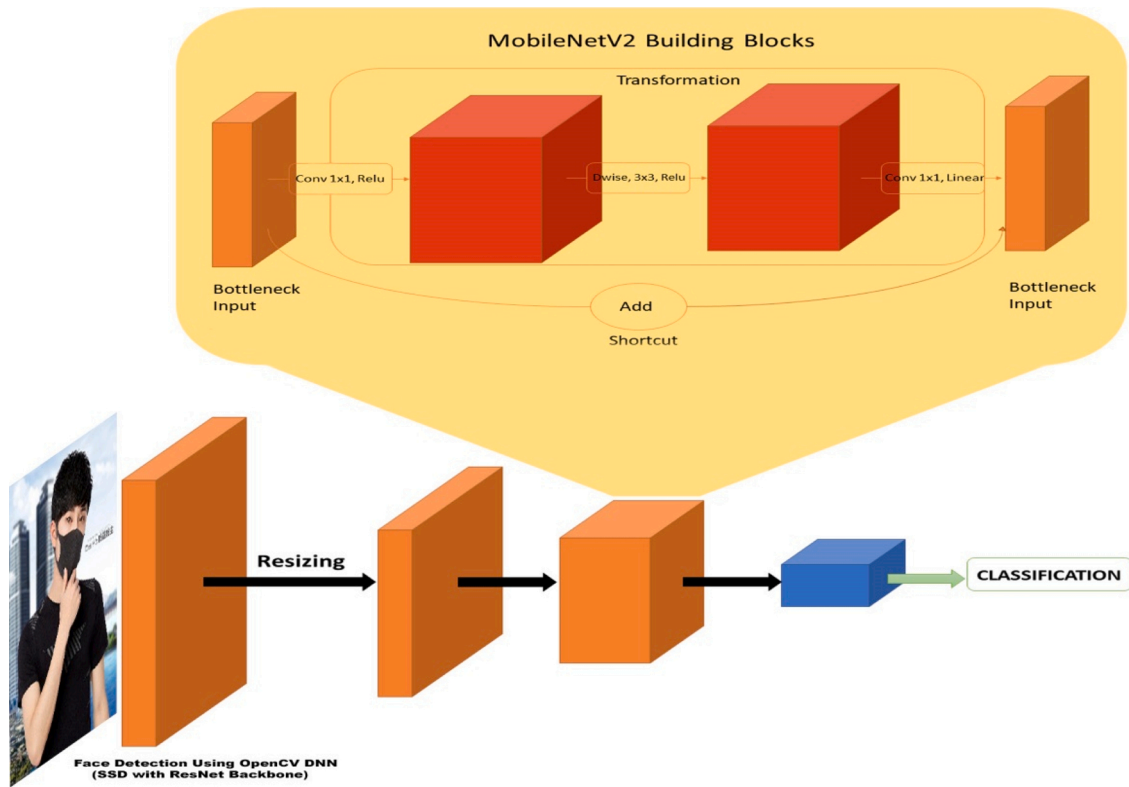 MobileNetV2 Building Blocks
Transformation
Conv 1x1, Relu
Dwise, 3x3, Relu
Conv 1x1, Linear
Bottleneck
Input
Add
Shortcut
Bottleneck
Input
Resizing
CLASSIFICATION
Face Detection Using OpenCV DNN
(SSD with ResNet Backbone)